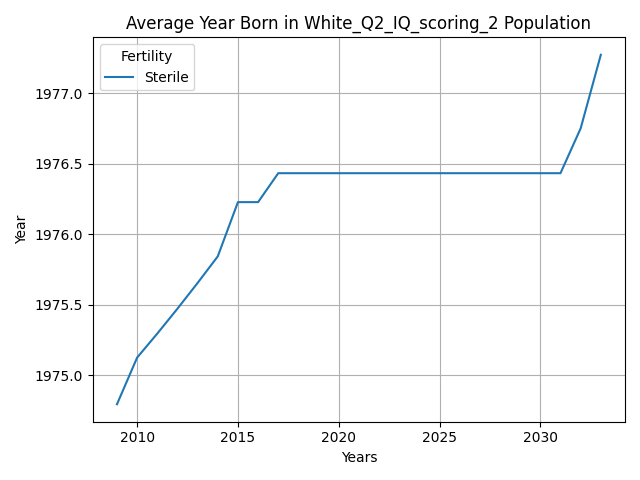 Average Year Born in White_Q2_IQ_scoring_2 Population
Fertility
Sterile
1977.0
1976.5
1976.0
1975.5
1975.0
Year
2010 2015 2020 2025 2030
Years